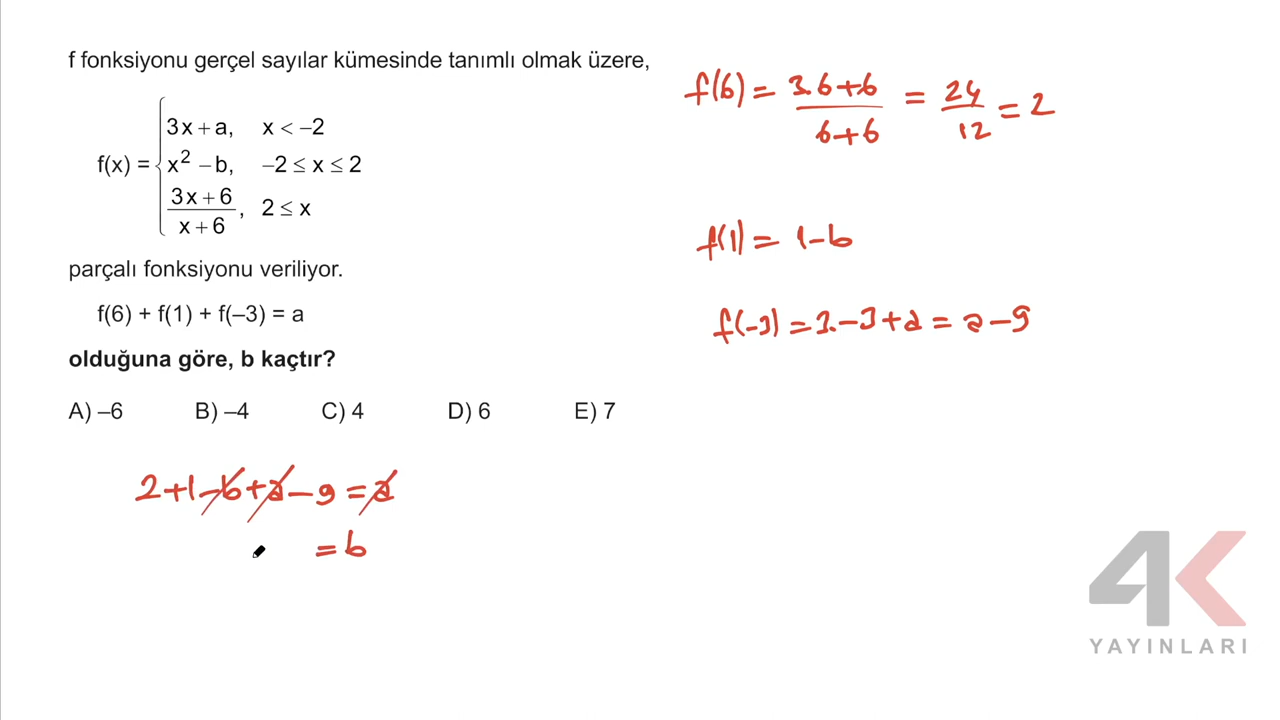 f fonksiyonu gerçel sayılar kümesinde tanımlı olmak üzere,
f(x) = { 3x + a, x < −2
x² − b, −2 ≤ x ≤ 2
(3x + 6)/(x + 6), 2 ≤ x
parçalı fonksiyonu veriliyor.
f(6) + f(1) + f(−3) = a
olduğuna göre, b kaçtır?
A) −6 B) −4 C) 4 D) 6 E) 7
2+1−b+a−9=a
=b
f(6) = (3.6+6)/(6+6) = 24/12 = 2
f(1) = 1−b
f(−3) = 3.−3+a = a−9
4K
YAYINLARI